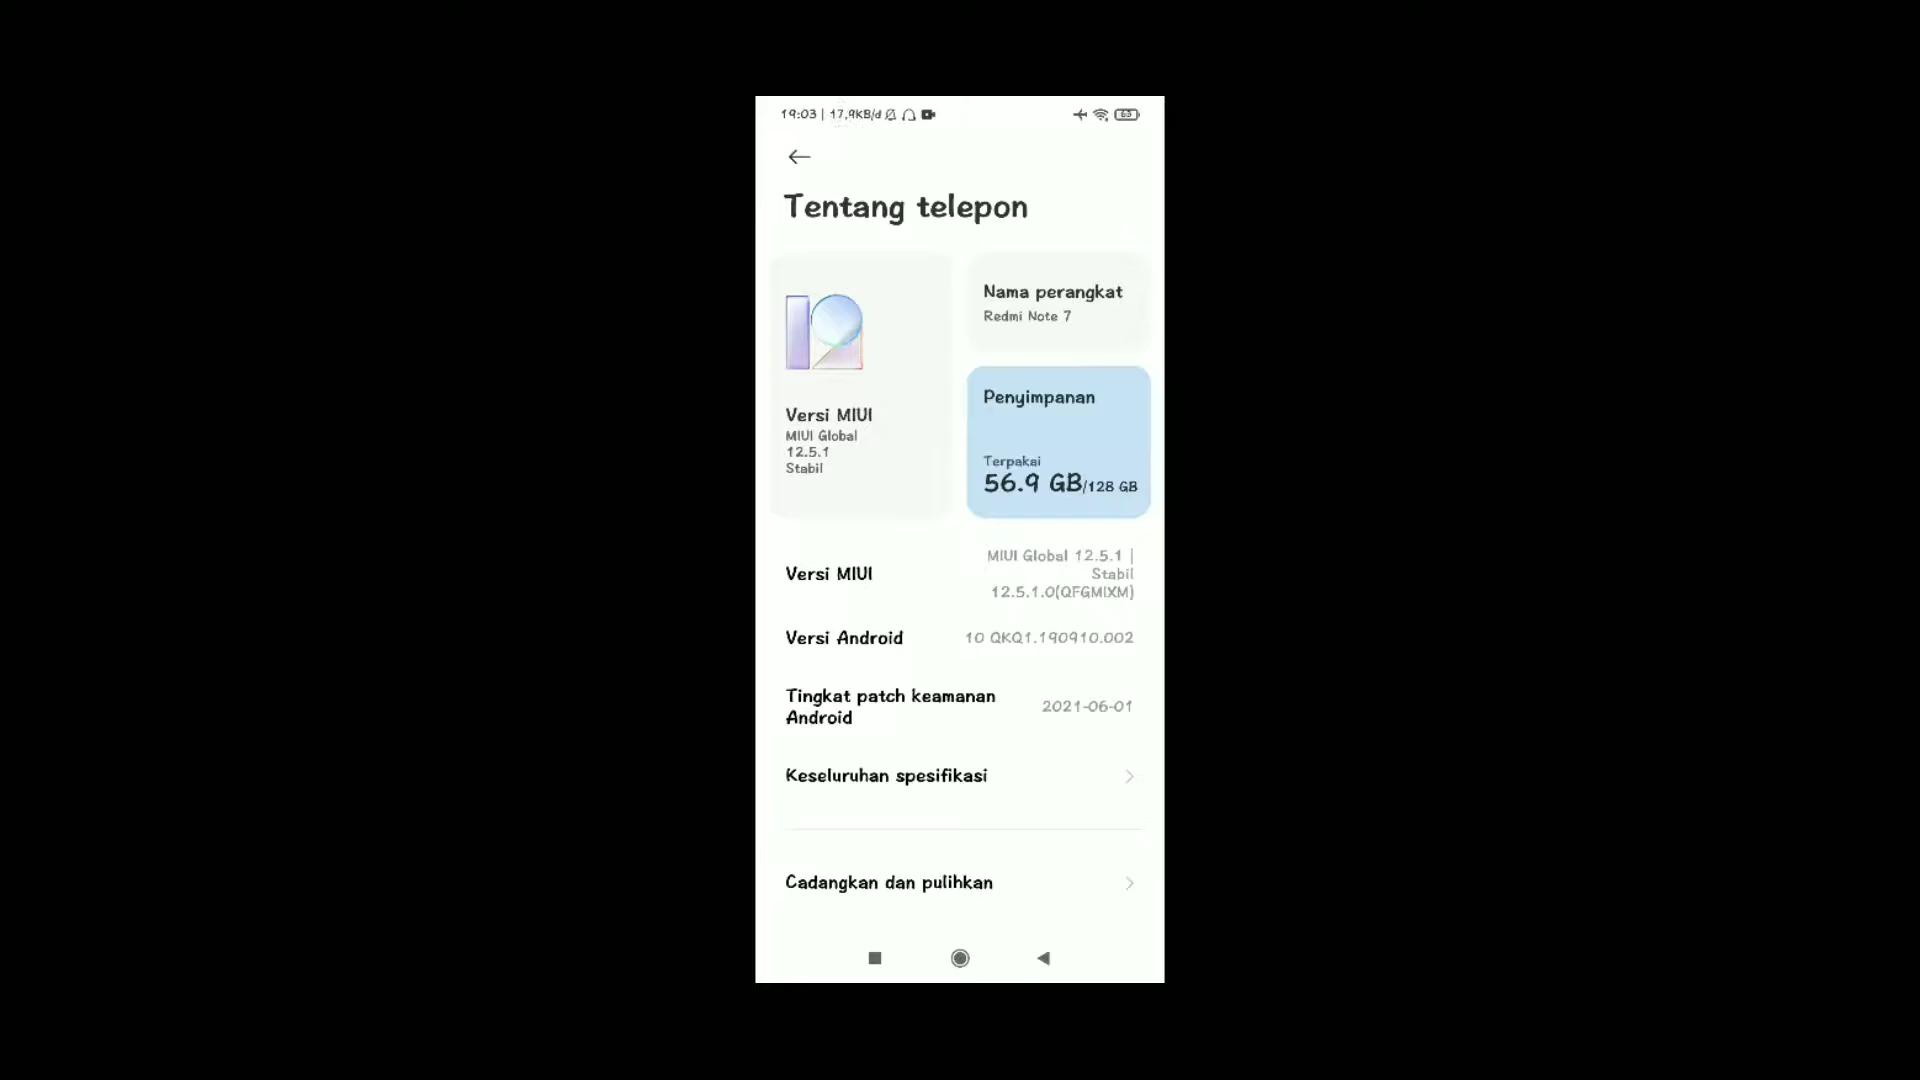 19:03 | 17,9KB/d
63
Tentang telepon
Versi MIUI
MIUI Global
12.5.1
Stabil
Nama perangkat
Redmi Note 7
Penyimpanan
Terpakai
56.9 GB/128 GB
Versi MIUI
MIUI Global 12.5.1 |
Stabil
12.5.1.0(QFGMIXM)
Versi Android
10 QKQ1.190910.002
Tingkat patch keamanan
Android
2021-06-01
Keseluruhan spesifikasi
Cadangkan dan pulihkan